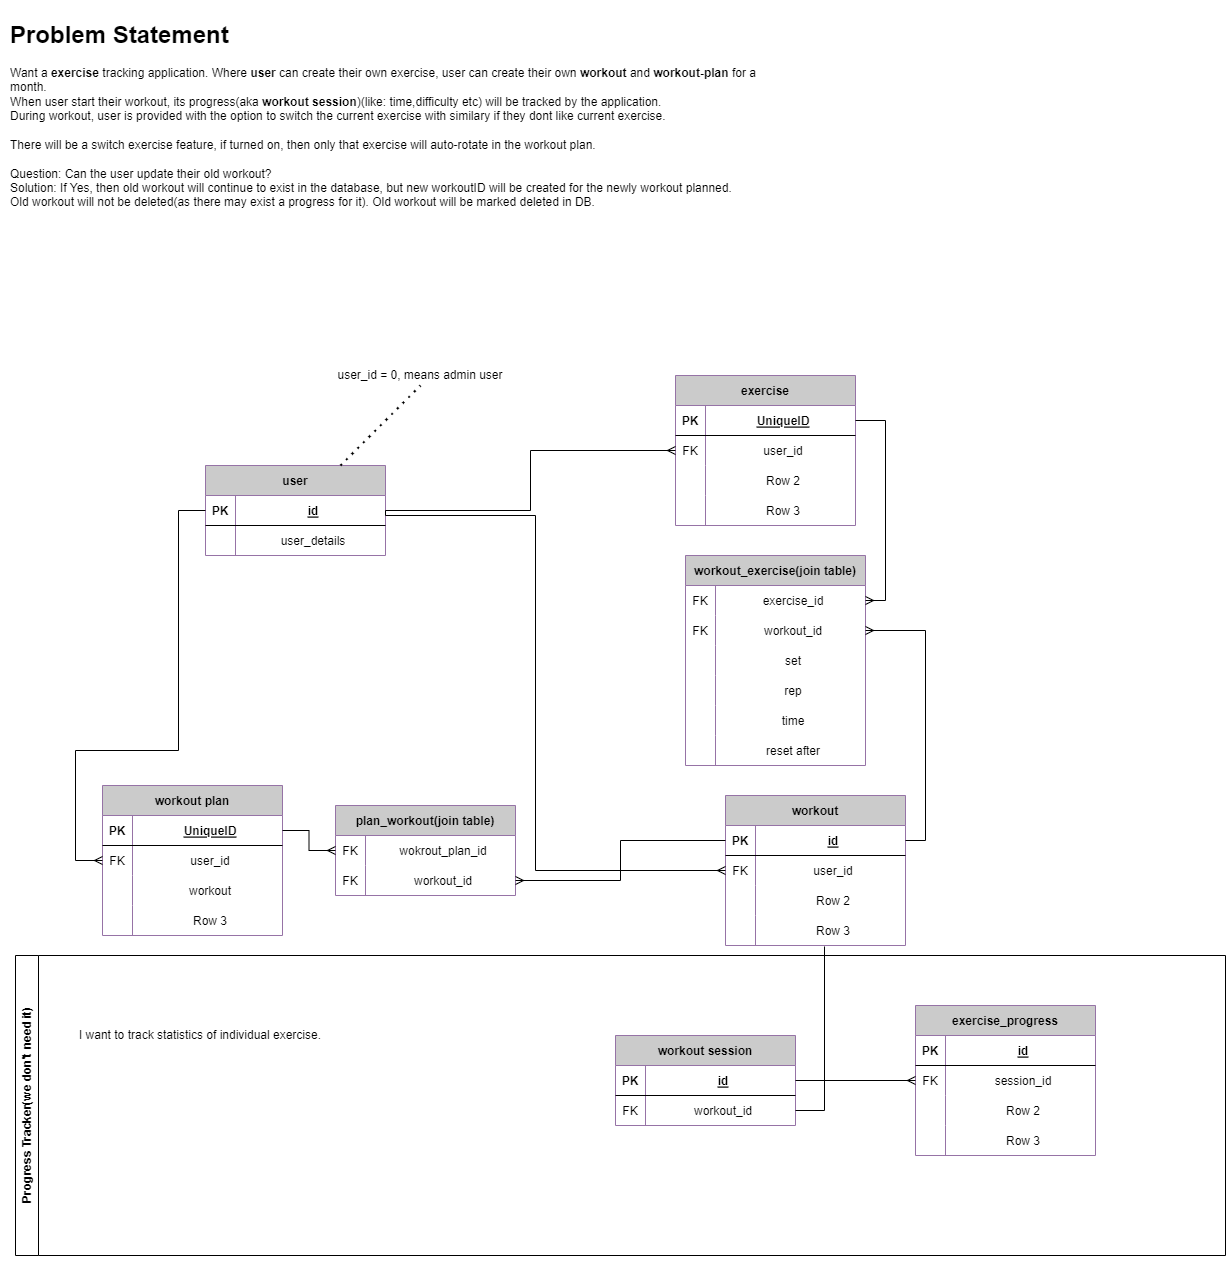 Problem Statement
Want a exercise tracking application. Where user can create their own exercise, user can create their own workout and workout-plan for a
month.
When user start their workout, its progress(aka workout session)(like: time,difficulty etc) will be tracked by the application.
During workout, user is provided with the option to switch the current exercise with similary if they dont like current exercise.
There will be a switch exercise feature, if turned on, then only that exercise will auto-rotate in the workout plan.
Question: Can the user update their old workout?
Solution: If Yes, then old workout will continue to exist in the database, but new workoutID will be created for the newly workout planned.
Old workout will not be deleted(as there may exist a progress for it). Old workout will be marked deleted in DB.
user_id = 0, means admin user
exercise
PK UniqueID
FK user_id
Row 2
Row 3
user
PK id
user_details
workout_exercise(join table)
FK exercise_id
FK workout_id
set
rep
time
reset after
workout plan
PK UniqueID
FK user_id
workout
Row 3
plan_workout(join table)
FK wokrout_plan_id
FK workout_id
workout
PK id
FK user_id
Row 2
Row 3
Progress Tracker(we don't need it)
I want to track statistics of individual exercise.
workout session
PK id
FK workout_id
exercise_progress
PK id
FK session_id
Row 2
Row 3